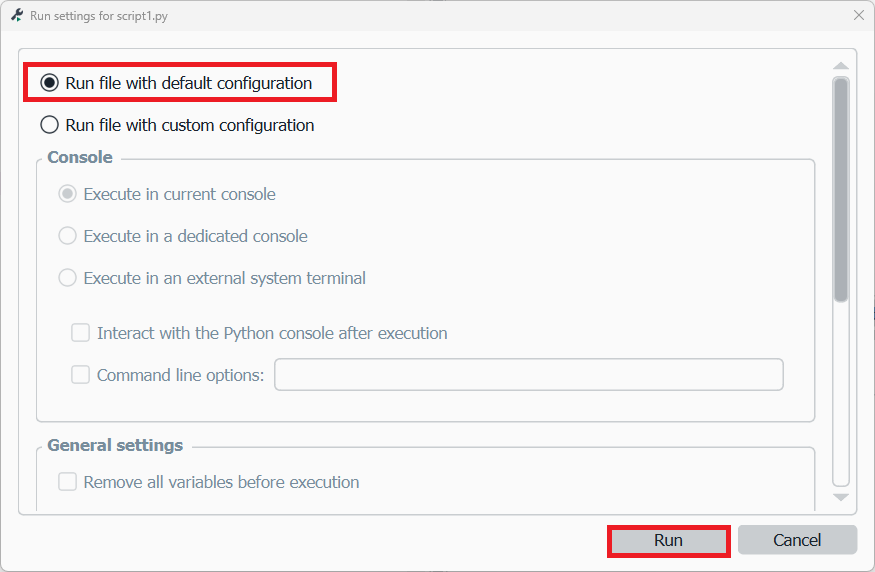 Run settings for script1.py
Run file with default configuration
Run file with custom configuration
Console
Execute in current console
Execute in a dedicated console
Execute in an external system terminal
Interact with the Python console after execution
Command line options:
General settings
Remove all variables before execution
Run Cancel